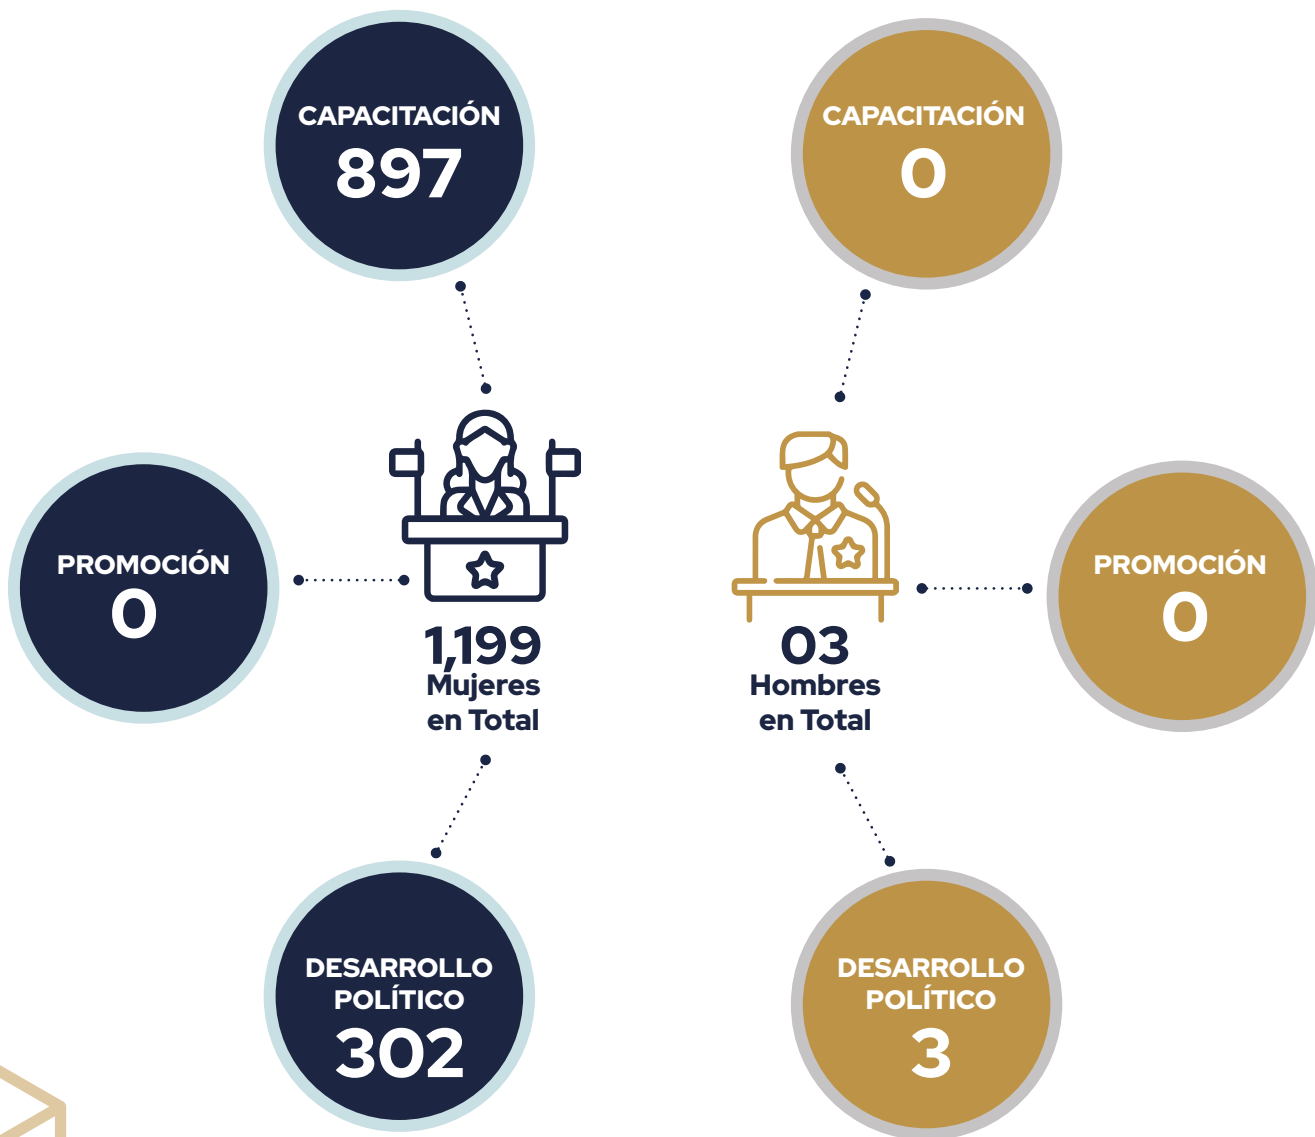 CAPACITACIÓN
897
CAPACITACIÓN
0
PROMOCIÓN
0
1,199
Mujeres
en Total
03
Hombres
en Total
PROMOCIÓN
0
DESARROLLO
POLÍTICO
302
DESARROLLO
POLÍTICO
3